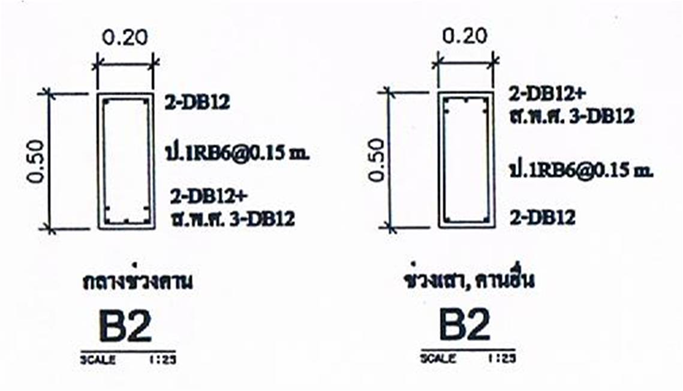 0.20
2-DB12
0.50
ป.1RB6@0.15 m.
2-DB12+
ส.พ.ศ. 3-DB12
กลางช่วงคาน
B2
SCALE 1:25
0.20
2-DB12+
ส.พ.ศ. 3-DB12
0.50
ป.1RB6@0.15 m.
2-DB12
ช่วงเสา, คานยื่น
B2
SCALE 1:25